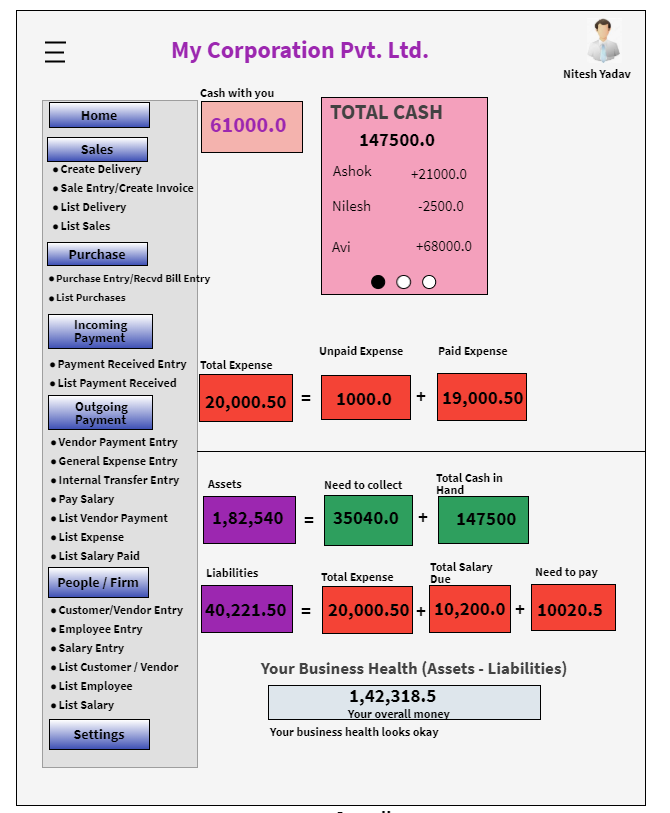 My Corporation Pvt. Ltd.
Nitesh Yadav
Home
Sales
Create Delivery
Sale Entry/Create Invoice
List Delivery
List Sales
Purchase
Purchase Entry/Recvd Bill Entry
List Purchases
Incoming
Payment
Payment Received Entry
List Payment Received
Outgoing
Payment
Vendor Payment Entry
General Expense Entry
Internal Transfer Entry
Pay Salary
List Vendor Payment
List Expense
List Salary Paid
People / Firm
Customer/Vendor Entry
Employee Entry
Salary Entry
List Customer / Vendor
List Employee
List Salary
Settings
Cash with you
61000.0
TOTAL CASH
147500.0
Ashok +21000.0
Nilesh -2500.0
Avi +68000.0
Total Expense
20,000.50
=
Unpaid Expense
1000.0
+
Paid Expense
19,000.50
Assets
1,82,540
=
Need to collect
35040.0
+
Total Cash in
Hand
147500
Liabilities
40,221.50
=
Total Expense
20,000.50
+
Total Salary
Due
10,200.0
+
Need to pay
10020.5
Your Business Health (Assets - Liabilities)
1,42,318.5
Your overall money
Your business health looks okay